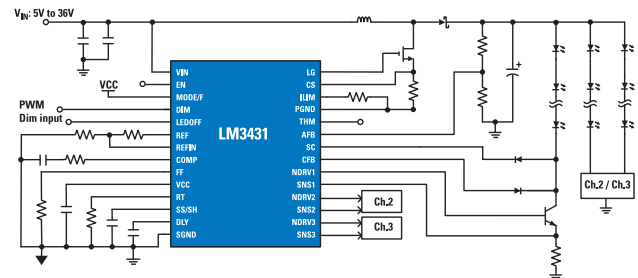 V_IN: 5V to 36V
VCC
PWM
Dim input
LM3431
VIN
EN
MODE/F
DIM
LEDOFF
REF
REFIN
COMP
FF
VCC
RT
SS/SH
DLY
SGND
LG
CS
ILIM
PGND
THM
AFB
SC
CFB
NDRV1
SNS1
NDRV2
SNS2
NDRV3
SNS3
Ch.2
Ch.3
Ch.2 / Ch.3
+